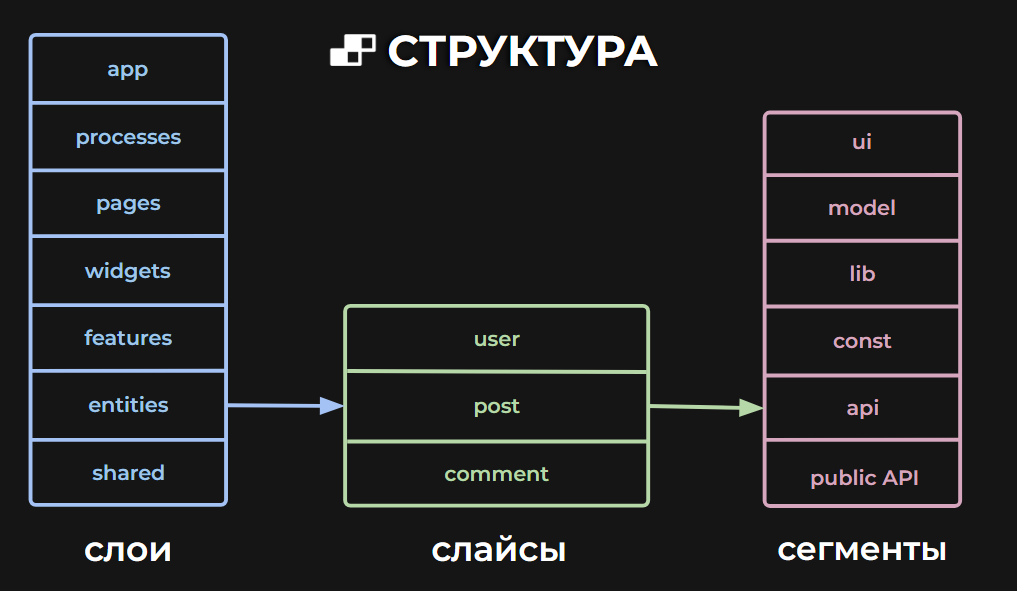 СТРУКТУРА
app
processes
pages
widgets
features
entities
shared
слои
user
post
comment
слайсы
ui
model
lib
const
api
public API
сегменты